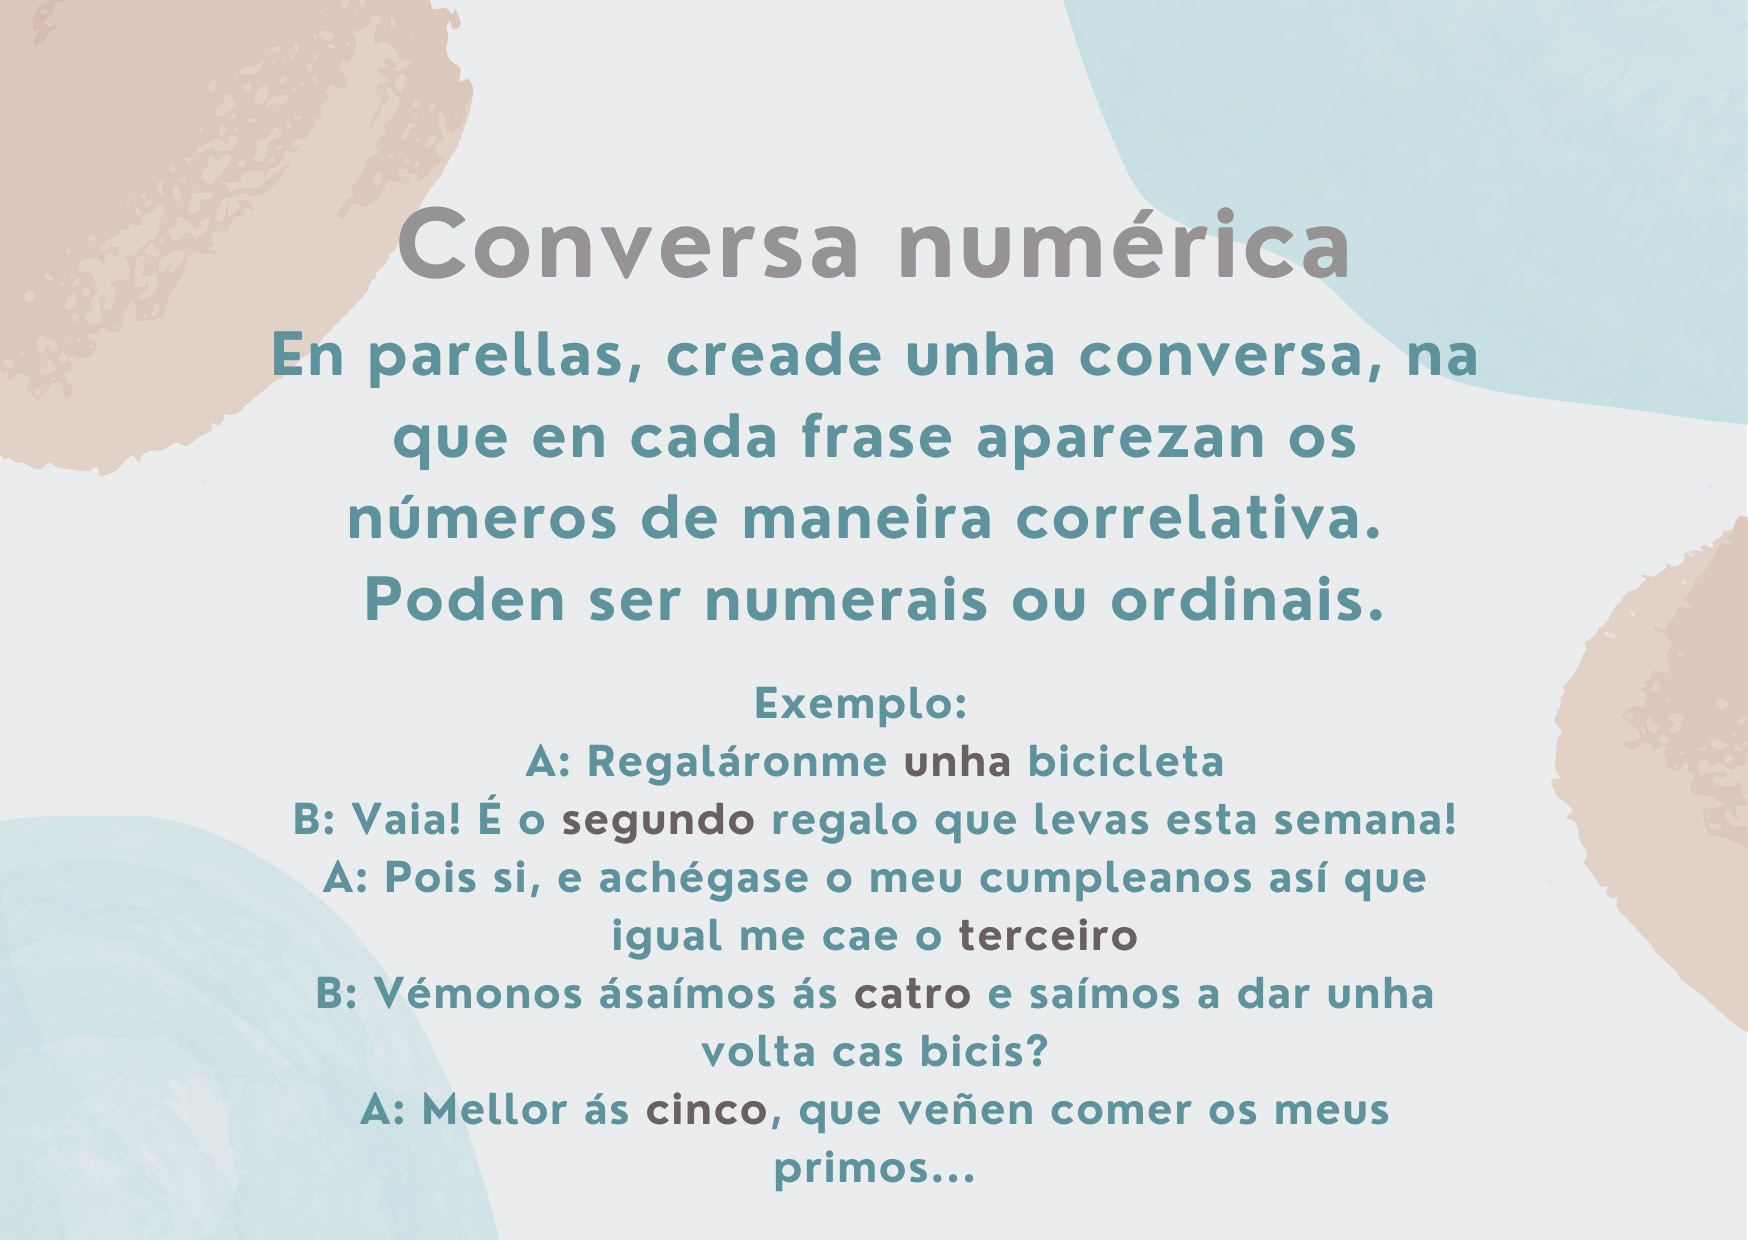 Conversa numérica
En parellas, creade unha conversa, na
que en cada frase aparezan os
números de maneira correlativa.
Poden ser numerais ou ordinais.
Exemplo:
A: Regaláronme unha bicicleta
B: Vaia! É o segundo regalo que levas esta semana!
A: Pois si, e achégase o meu cumpleanos así que
igual me cae o terceiro
B: Vémonos ásaímos ás catro e saímos a dar unha
volta cas bicis?
A: Mellor ás cinco, que veñen comer os meus
primos...